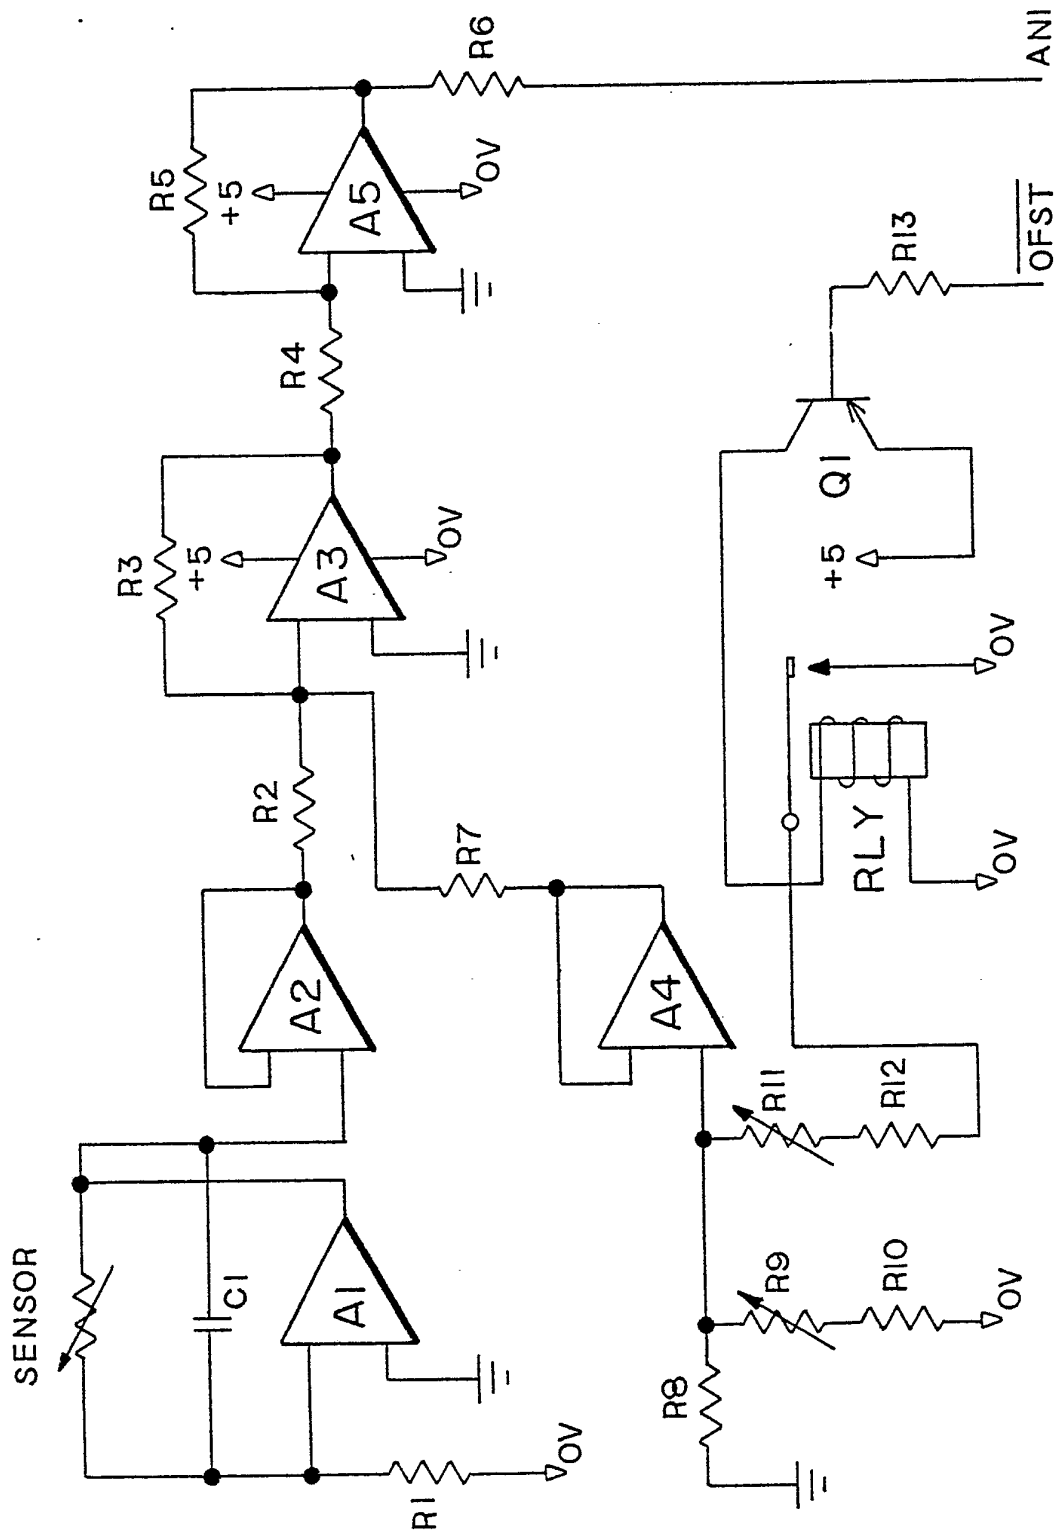 SENSOR
C1
A1
R1
OV
A2
R2
R3
+5
A3
OV
R4
R5
+5
A5
OV
R6
AN1
R7
A4
R8
R9
R10
OV
R11
R12
RLY
OV
OV
+5
Q1
R13
OFST